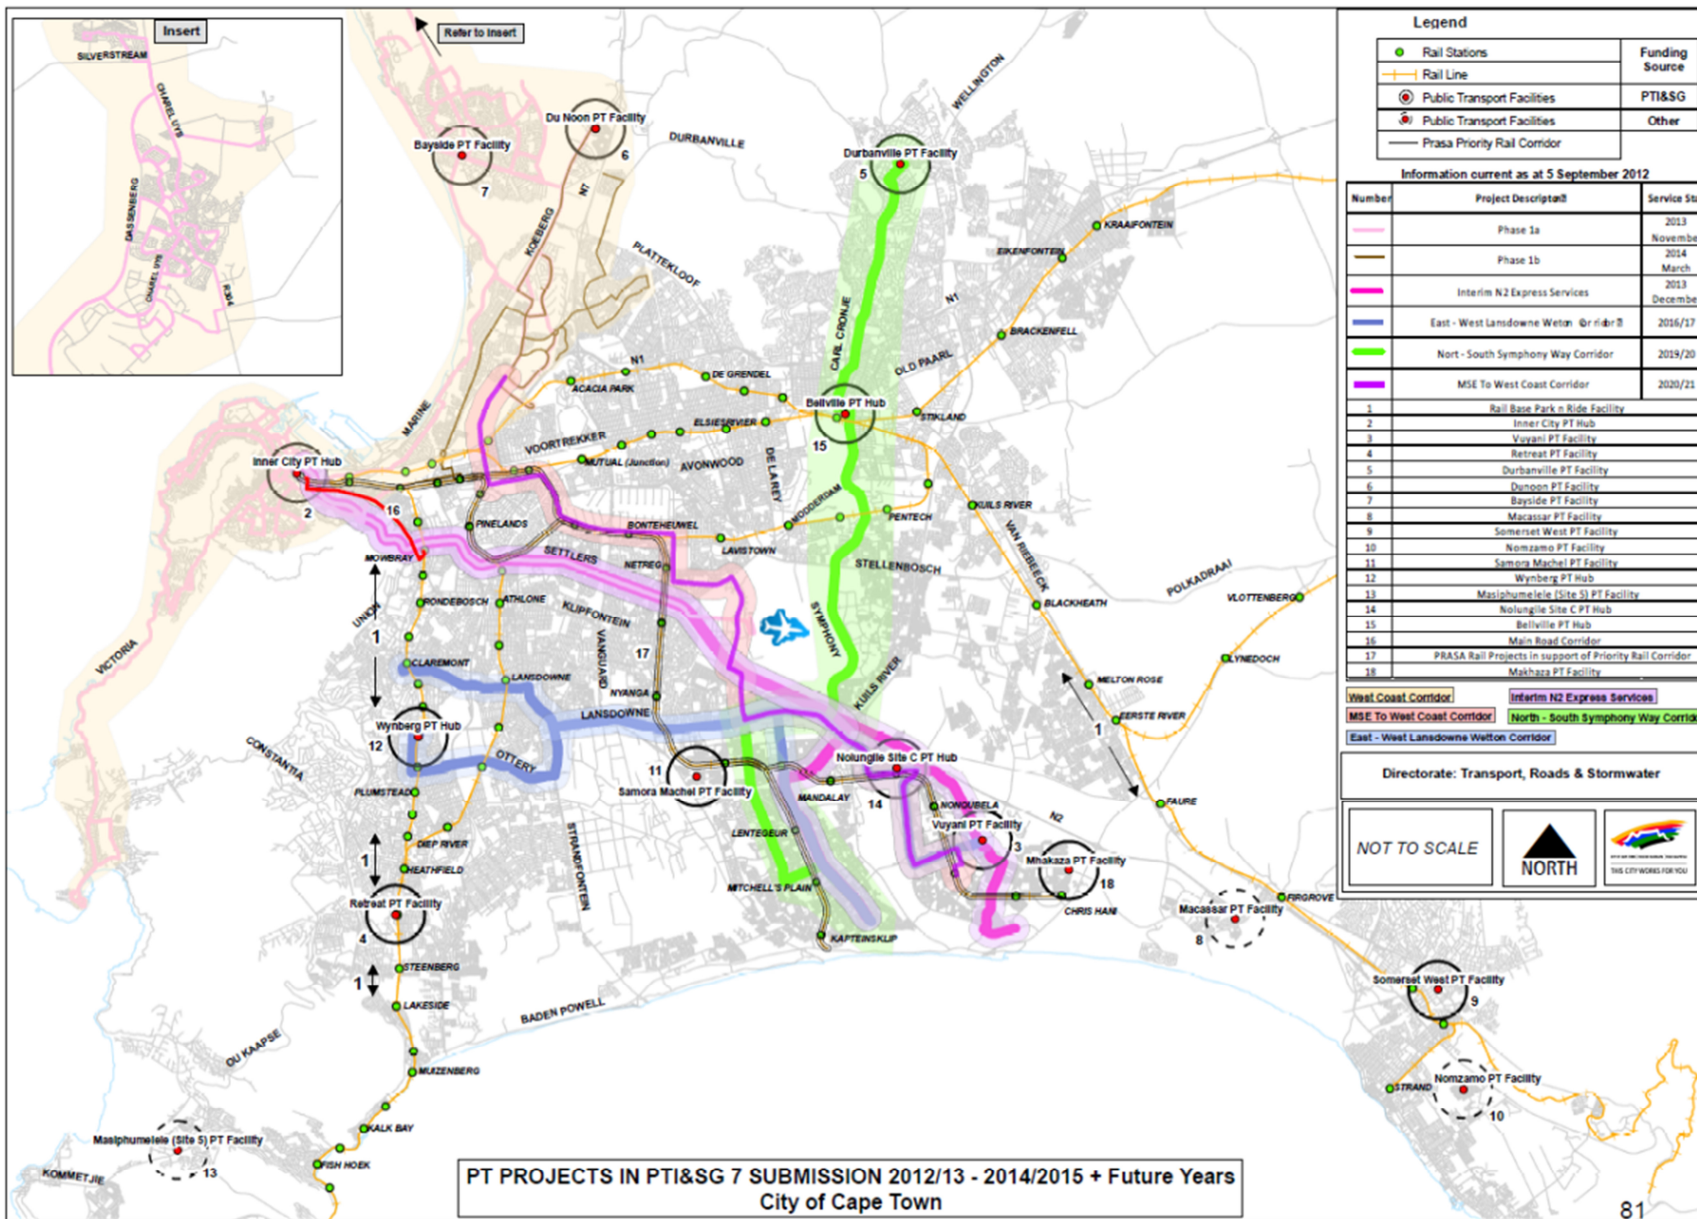 Insert
SILVERSTREAM
CHAREL UYS
DASSENBERG
CHAREL UYS
R304
Refer to Insert
Du Noon PT Facility
6
Bayside PT Facility
7
N7
KOEBERG
DURBANVILLE
PLATTEKLOOF
WELLINGTON
Durbanville PT Facility
5
KRAAIFONTEIN
EIKENFONTEIN
N1
CARL CRONJE
BRACKENFELL
OLD PAARL
N1
DE GRENDEL
ACACIA PARK
MARINE
Bellville PT Hub
15
STIKLAND
ELSIESRIVIER
VOORTREKKER
MUTUAL (Junction)
AVONWOOD
DE LA REY
Inner City PT Hub
2
16
MODDERDAM
KUILS RIVER
PENTECH
PINELANDS
BONTEHEUWEL
LAVISTOWN
VAN RIEBEECK
MOWBRAY
SETTLERS
NETREG
STELLENBOSCH
POLKADRAAI
VLOTTENBERG
RONDEBOSCH
ATHLONE
KLIPFONTEIN
BLACKHEATH
UNION
1
VANGUARD
SYMPHONY
17
VICTORIA
CLAREMONT
LANSDOWNE
NYANGA
LYNEDOCH
KUILS RIVER
MELTON ROSE
LANSDOWNE
EERSTE RIVER
1
Wynberg PT Hub
12
CONSTANTIA
OTTERY
11
Samora Machel PT Facility
Nolungile Site C PT Hub
14
MANDALAY
PLUMSTEAD
NONQUBELA
N2
FAURE
Vuyani PT Facility
3
LENTEGEUR
STRANDFONTEIN
DIEP RIVER
1
HEATHFIELD
Mhakaza PT Facility
18
MITCHELL'S PLAIN
CHRIS HANI
Retreat PT Facility
4
KAPTEINSKLIP
FIRGROVE
Macassar PT Facility
8
STEENBERG
1
LAKESIDE
Somerset West PT Facility
9
BADEN POWELL
OU KAAPSE
MUIZENBERG
STRAND
Nomzamo PT Facility
10
KALK BAY
Masiphumelele (Site 5) PT Facility
13
FISH HOEK
KOMMETJIE
PT PROJECTS IN PTI&SG 7 SUBMISSION 2012/13 - 2014/2015 + Future Years
City of Cape Town
81
Legend
Rail Stations
Funding Source
Rail Line
Public Transport Facilities PTI&SG
Public Transport Facilities Other
Prasa Priority Rail Corridor
Information current as at 5 September 2012
Number Project Service
Phase 1a 2013
Phase 1b 2014 March
Interim N2 Express Services 2013
East - West Lansdowne 2016/17
Nort - South Symphony Way Corridor 2019/20
MSE To West Coast Corridor 2020/21
1 Rail Base Park n Ride Facility
2 Inner City PT Hub
3 Vuyani PT Facility
4 Retreat PT Facility
5 Durbanville PT Facility
6 Dunoon PT Facility
7 Bayside PT Facility
8 Macassar PT Facility
9 Somerset West PT Facility
10 Nomzamo PT Facility
11 Samora Machel PT Facility
12 Wynberg PT Hub
13 Masiphumelele (Site 5) PT Facility
14 Nolungile Site C PT Hub
15 Bellville PT Hub
16 Main Road Corridor
17 PRASA Rail Projects in support of Priority Rail Corridor
18 Makhaza PT Facility
West Coast Corridor Interim N2 Express Services
MSE To West Coast Corridor North - South Symphony Way
East - West Lansdowne Wetton Corridor
Directorate: Transport, Roads & Stormwater
NOT TO SCALE
NORTH
THIS CITY WORKS FOR YOU